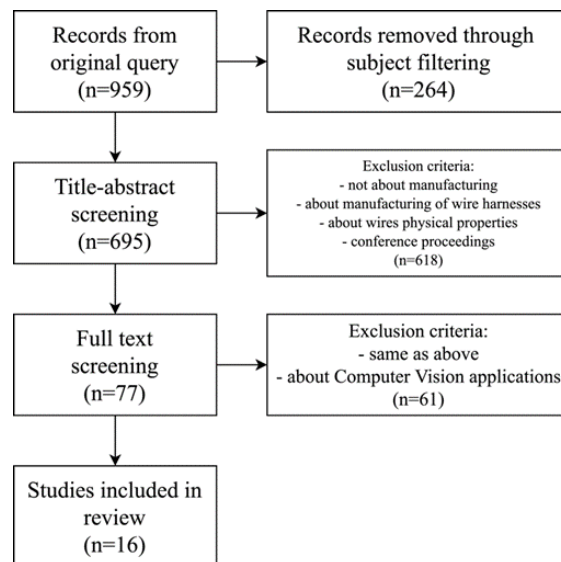 Records from
original query
(n=959)
Records removed through
subject filtering
(n=264)
Title-abstract
screening
(n=695)
Exclusion criteria:
- not about manufacturing
- about manufacturing of wire harnesses
- about wires physical properties
- conference proceedings
(n=618)
Full text
screening
(n=77)
Exclusion criteria:
- same as above
- about Computer Vision applications
(n=61)
Studies included in
review
(n=16)